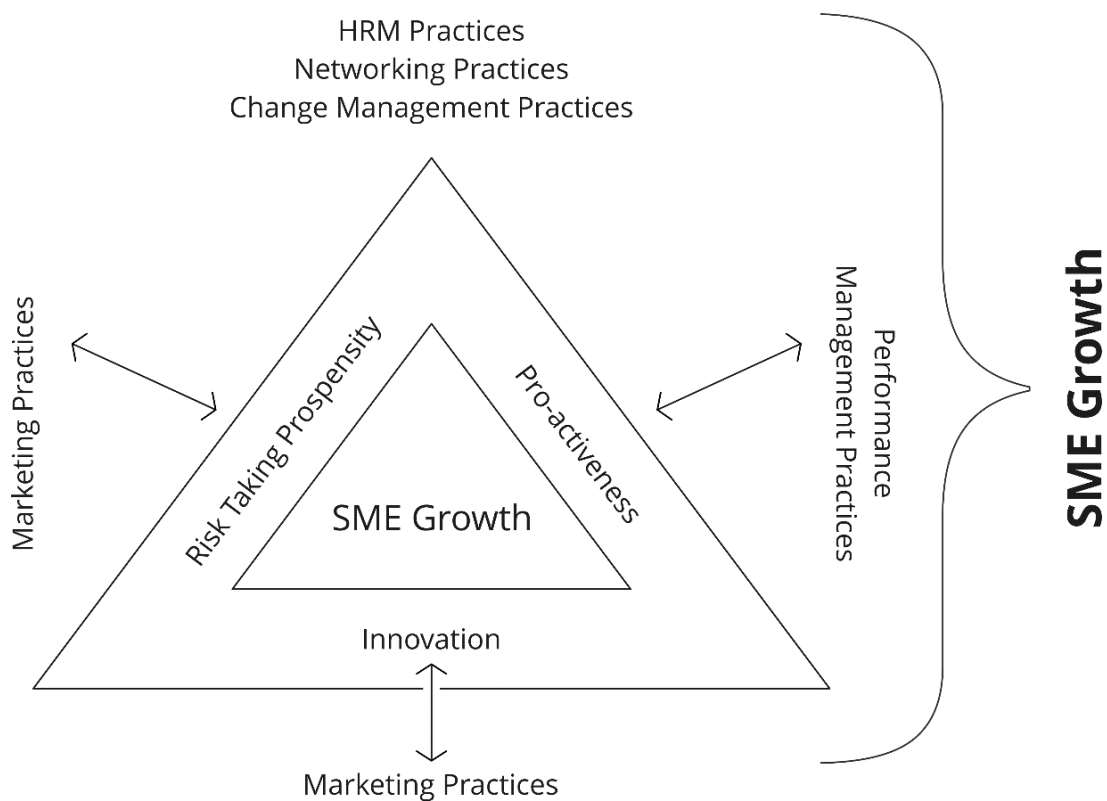 HRM Practices
Networking Practices
Change Management Practices
Marketing Practices
Risk Taking Prospensity
Pro-activeness
SME Growth
Innovation
Marketing Practices
Performance
Management Practices
SME Growth